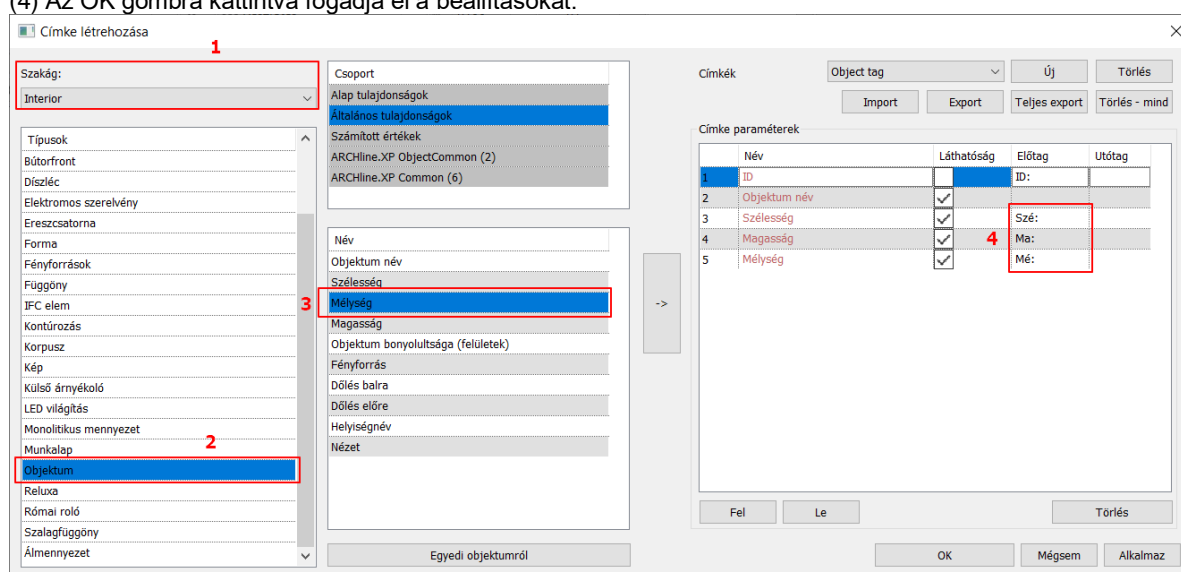 (4) Az OK gombra kattintva fogadja el a beállításokat.
Címke létrehozása
1
Szakág:
Interior
Típusok
Bútorfront
Díszléc
Elektromos szerelvény
Ereszcsatorna
Forma
Fényforrások
Függöny
IFC elem
Kontúrozás
Korpusz
Kép
Külső árnyékoló
LED világítás
Monolitikus mennyezet
Munkalap
2
Objektum
Reluxa
Római roló
Szalagfüggöny
Álmennyezet
Csoport
Alap tulajdonságok
Általános tulajdonságok
Számított értékek
ARCHline.XP ObjectCommon (2)
ARCHline.XP Common (6)
Név
Objektum név
Szélesség
3 Mélység
Magasság
Objektum bonyolultsága (felületek)
Fényforrás
Dőlés balra
Dőlés előre
Helyiségnév
Nézet
Egyedi objektumról
->
Címkék Object tag Új Törlés
Import Export Teljes export Törlés - mind
Címke paraméterek
Név Láthatóság Előtag Utótag
1 ID ID:
2 Objektum név
3 Szélesség Szé:
4 Magasság 4 Ma:
5 Mélység Mé:
Fel Le Törlés
OK Mégsem Alkalmaz